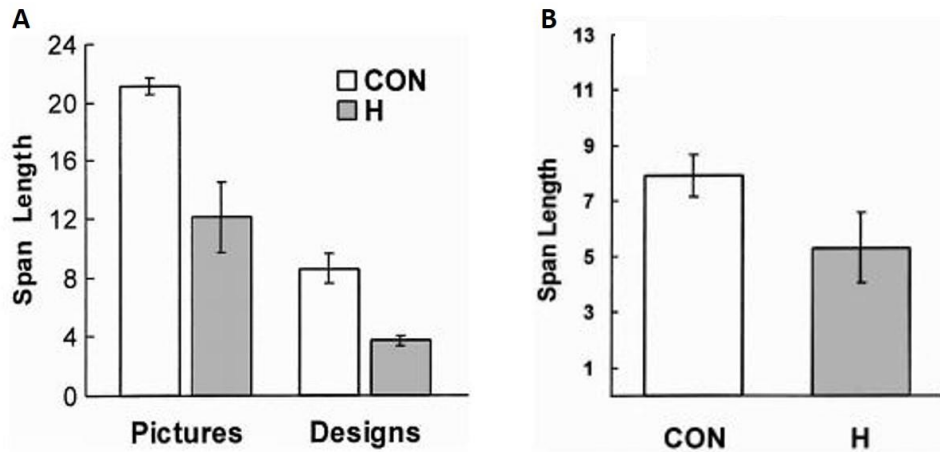 A
Span Length
24
20
16
12
8
4
0
CON
H
Pictures Designs
B
Span Length
13
11
9
7
5
3
1
CON H